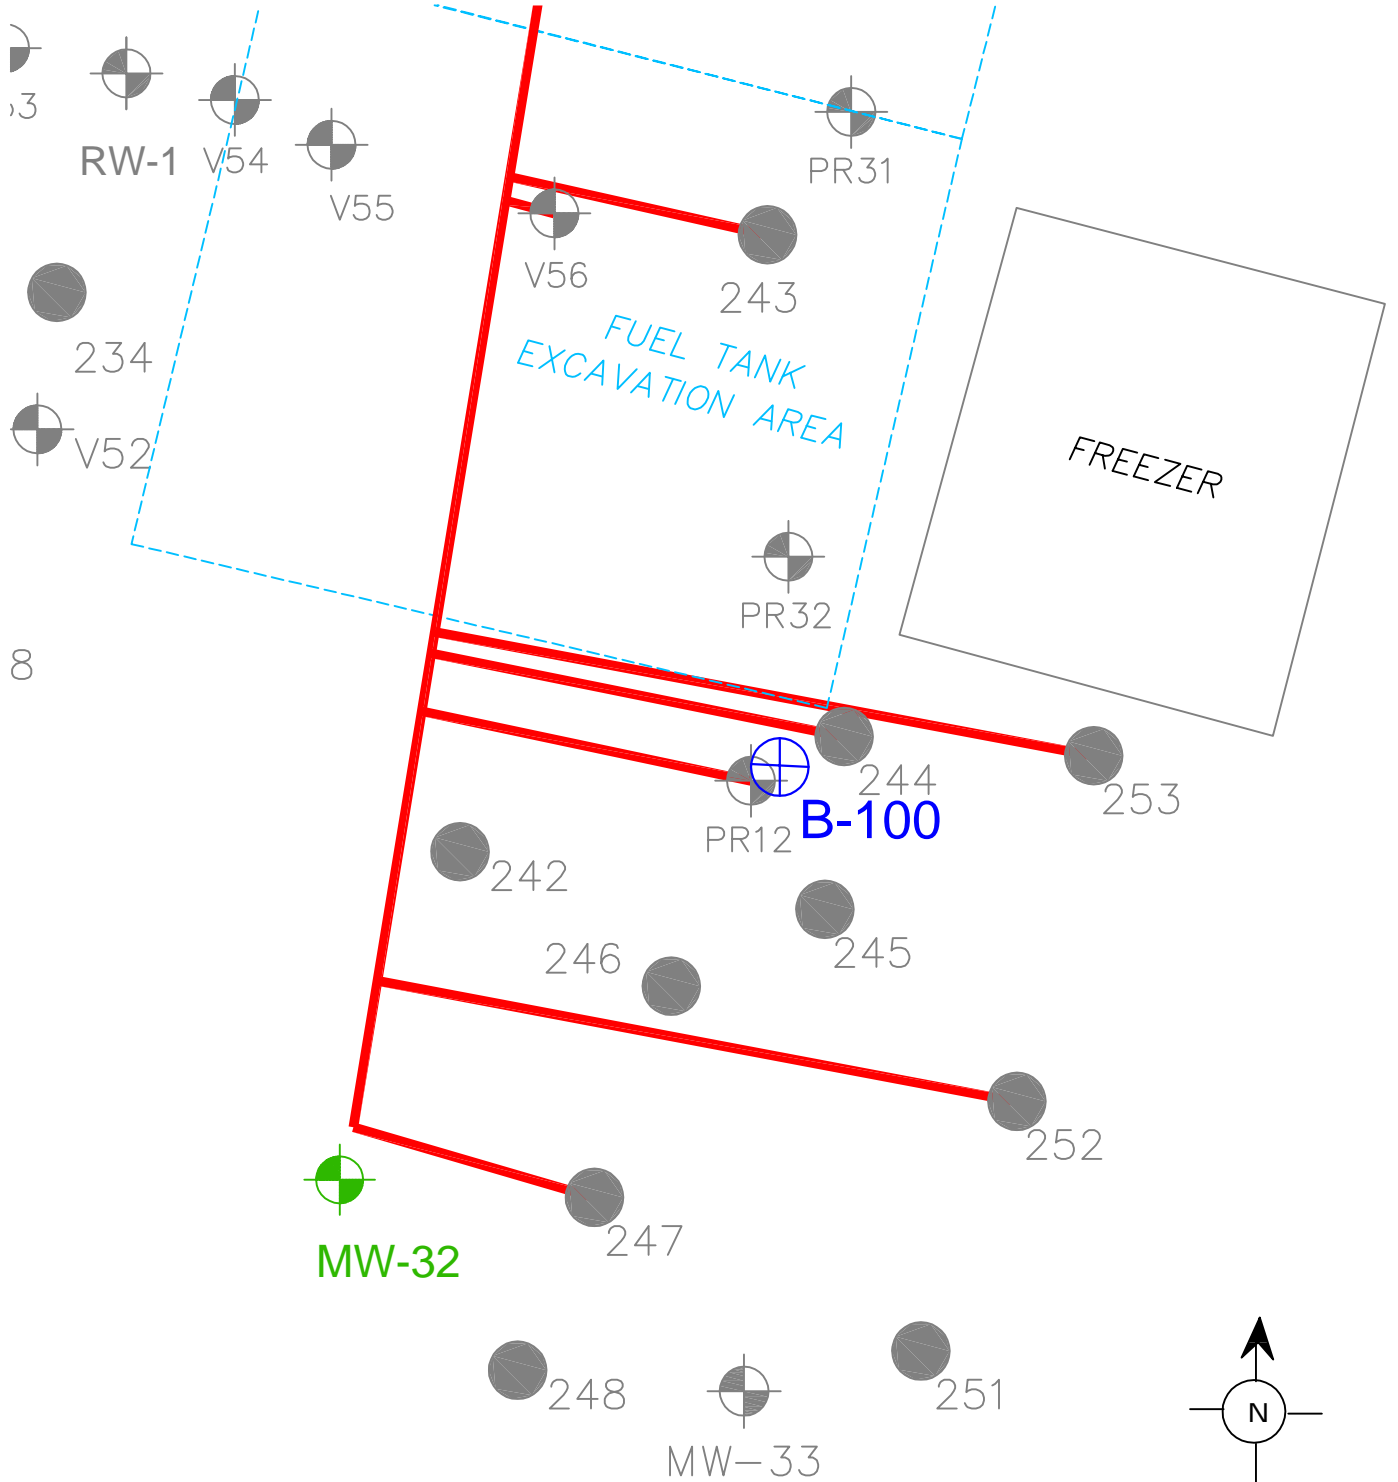 RW-1
V54
V55
PR31
V56
243
234
FUEL TANK
EXCAVATION AREA
V52
FREEZER
PR32
8
244
253
PR12
B-100
242
245
246
252
247
MW-32
248
251
N
MW-33